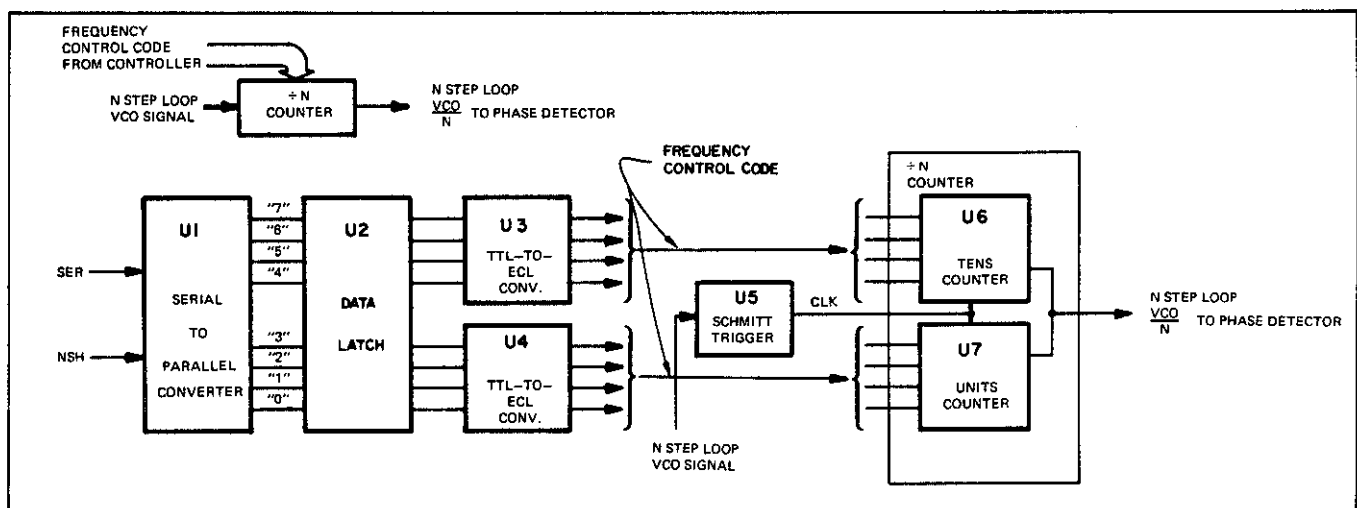 FREQUENCY
CONTROL CODE
FROM CONTROLLER
N STEP LOOP
VCO SIGNAL
÷ N
COUNTER
N STEP LOOP
VCO
N
TO PHASE DETECTOR
FREQUENCY
CONTROL CODE
SER
NSH
U1
SERIAL
TO
PARALLEL
CONVERTER
"7"
"6"
"5"
"4"
"3"
"2"
"1"
"0"
U2
DATA
LATCH
U3
TTL-TO-
ECL
CONV.
U4
TTL-TO-
ECL
CONV.
U5
SCHMITT
TRIGGER
CLK
N STEP LOOP
VCO SIGNAL
÷ N
COUNTER
U6
TENS
COUNTER
U7
UNITS
COUNTER
N STEP LOOP
VCO
N
TO PHASE DETECTOR